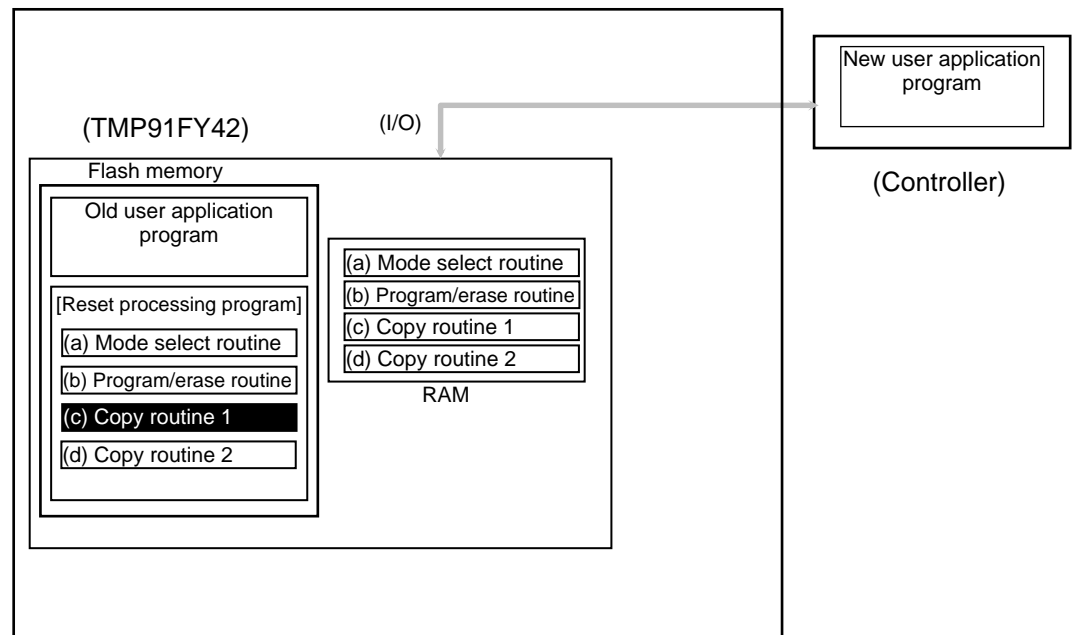 New user application
program
(Controller)
(I/O)
(TMP91FY42)
Flash memory
Old user application
program
[Reset processing program]
(a) Mode select routine
(b) Program/erase routine
(c) Copy routine 1
(d) Copy routine 2
(a) Mode select routine
(b) Program/erase routine
(c) Copy routine 1
(d) Copy routine 2
RAM